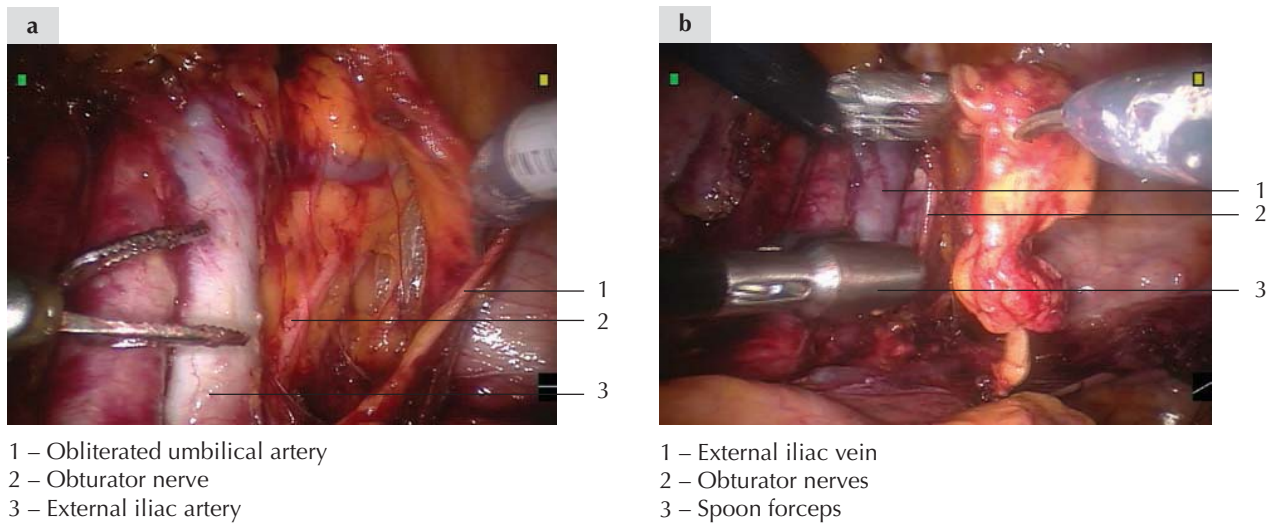 a
1
2
3
1 – Obliterated umbilical artery
2 – Obturator nerve
3 – External iliac artery
b
1
2
3
1 – External iliac vein
2 – Obturator nerves
3 – Spoon forceps